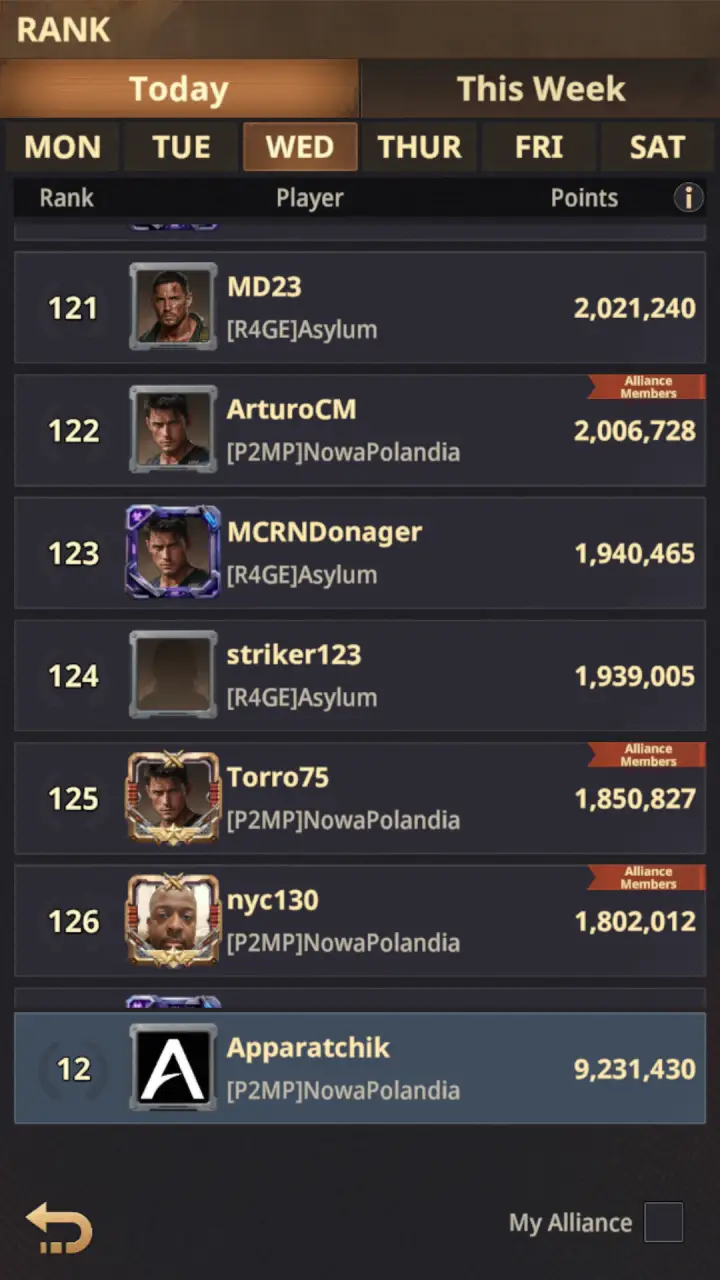 RANK
Today
This Week
MON
TUE
WED
THUR
FRI
SAT
Rank
Player
Points
i
121
MD23
[R4GE]Asylum
2,021,240
122
ArturoCM
[P2MP]NowaPolandia
Alliance
Members
2,006,728
123
MCRNDonager
[R4GE]Asylum
1,940,465
124
striker123
[R4GE]Asylum
1,939,005
125
Torro75
[P2MP]NowaPolandia
Alliance
Members
1,850,827
126
nyc130
[P2MP]NowaPolandia
Alliance
Members
1,802,012
12
Apparatchik
[P2MP]NowaPolandia
9,231,430
My Alliance